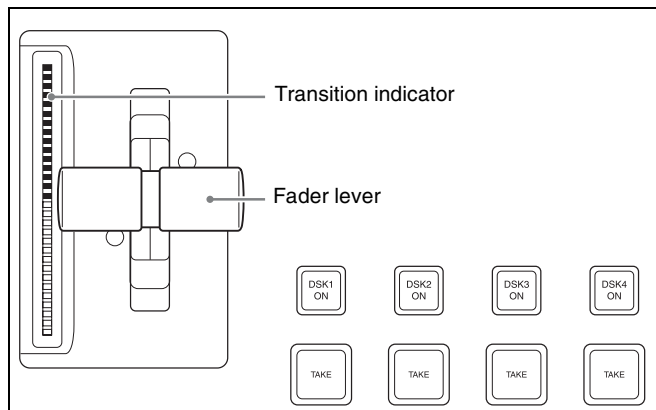 Transition indicator
Fader lever
DSK1
ON
DSK2
ON
DSK3
ON
DSK4
ON
TAKE
TAKE
TAKE
TAKE